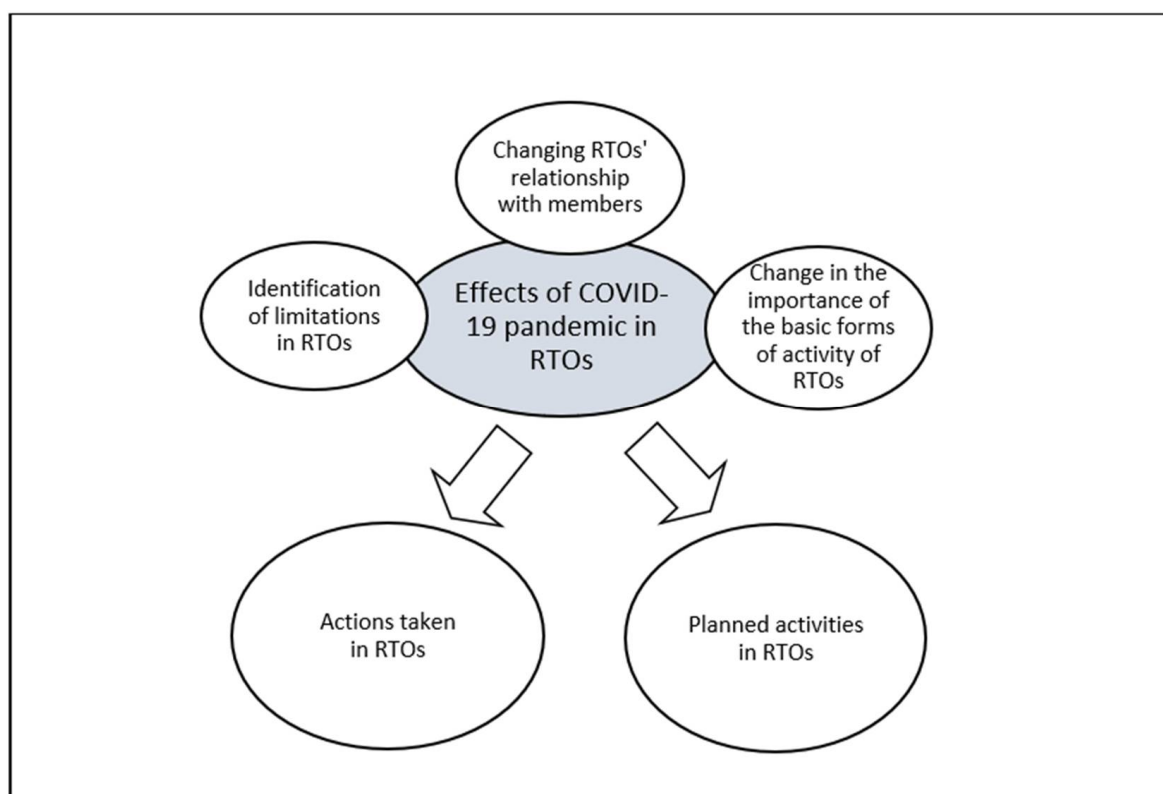 Changing RTOs'
relationship
with members
Identification
of limitations
in RTOs
Effects of COVID-
19 pandemic in
RTOs
Change in the
importance of
the basic forms
of activity of
RTOs
Actions taken
in RTOs
Planned activities
in RTOs